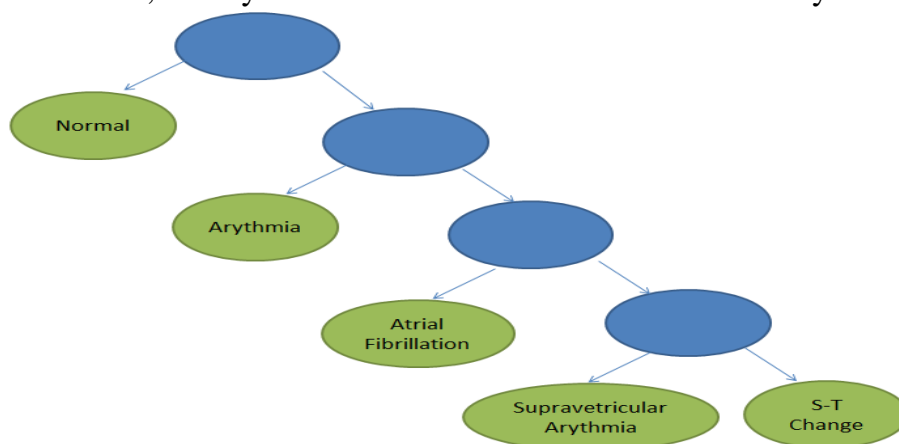 Normal
Arythmia
Atrial
Fibrillation
Supravetricular
Arythmia
S-T
Change